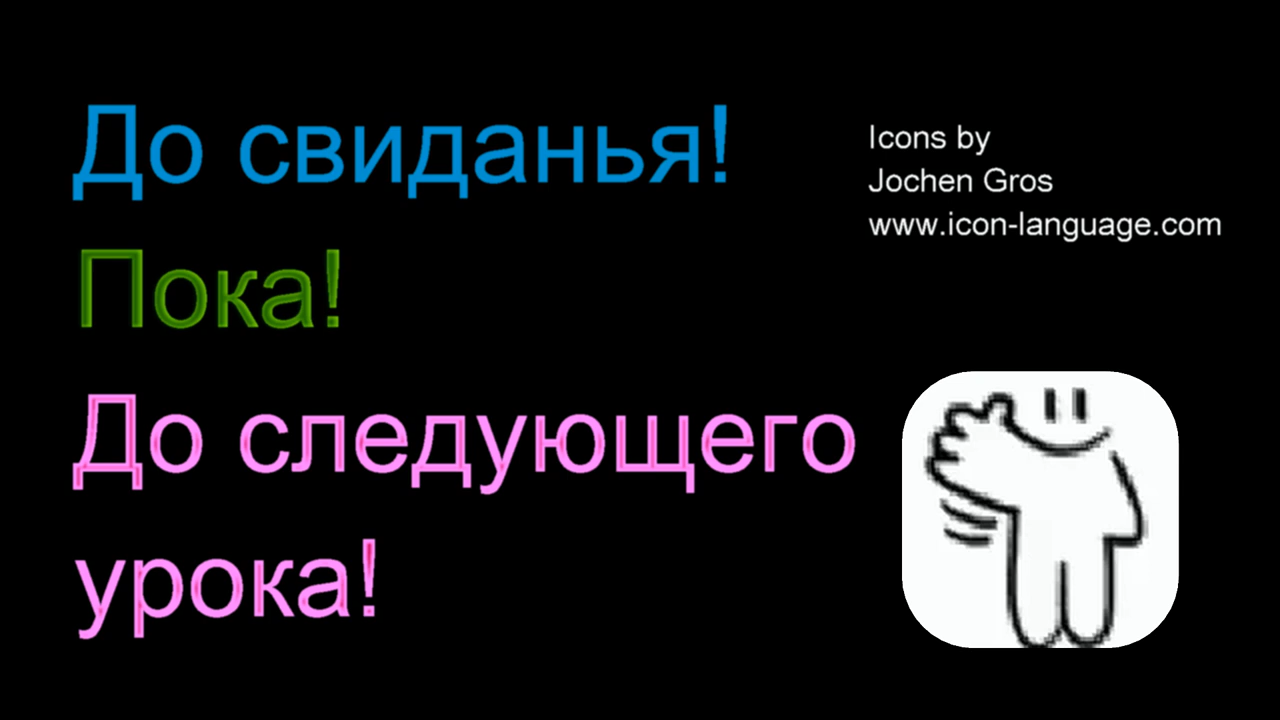 До свиданья!
Пока!
До следующего
урока!
Icons by
Jochen Gros
www.icon-language.com